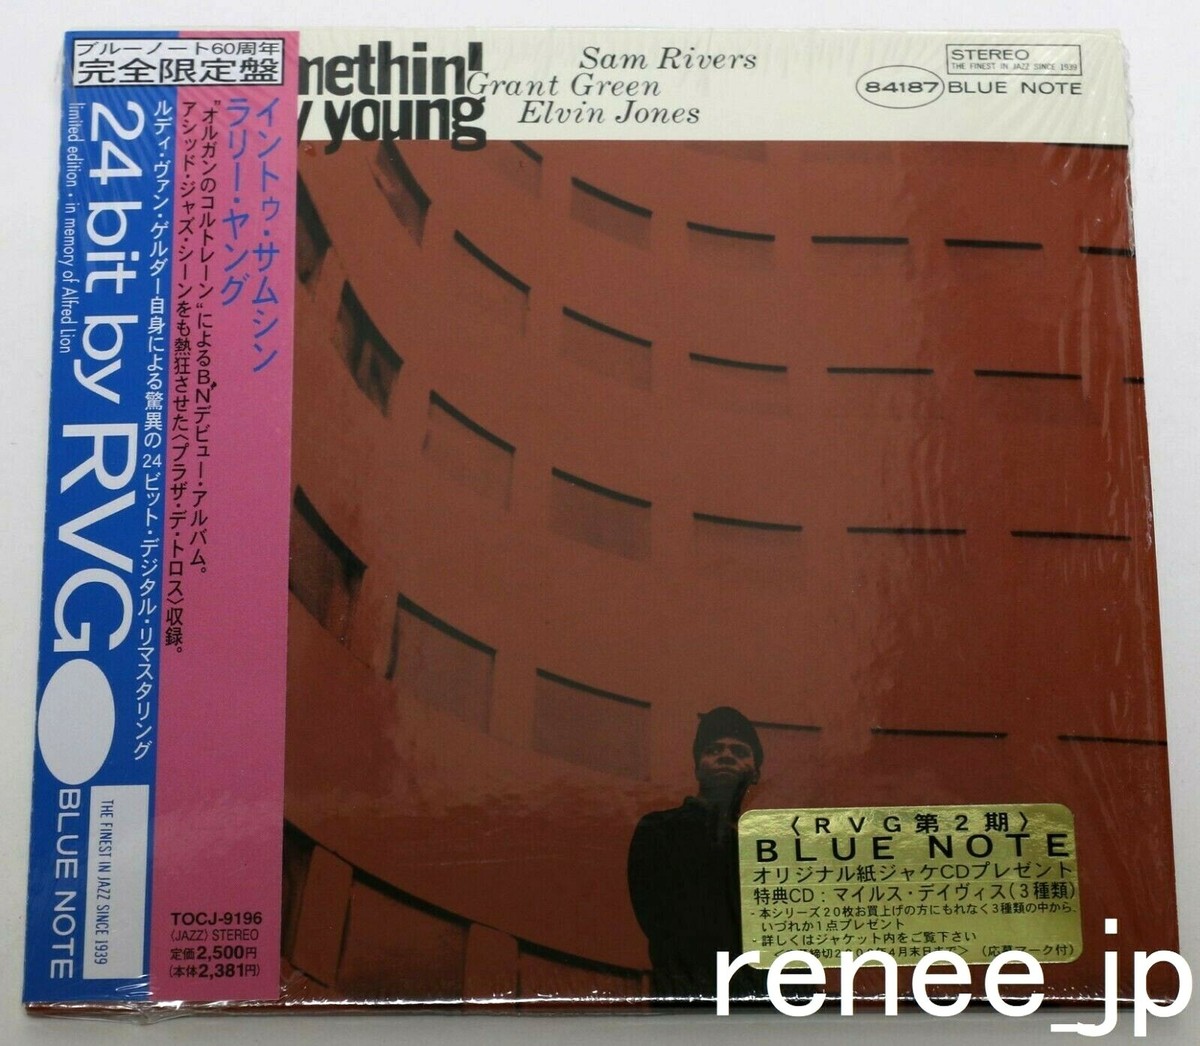 ブルーノート60周年
完全限定盤
24 bit by RVG
limited edition・in memory of Alfred Lion
ルディ・ヴァン・ゲルダー自身による驚異の24ビット・デジタル・リマスタリング
THE FINEST IN JAZZ SINCE 1939
BLUE NOTE
イントゥ・サムシン
ラリー・ヤング
"オルガンのコルトレーン"によるB.N.デビュー・アルバム。
アシッド・ジャズ・シーンをも熱狂させた〈プラザ・デ・トロス〉収録。
TOCJ-9196
(JAZZ) STEREO
定価2,500円
(本体2,381円)
methin'
y young
Sam Rivers
Grant Green
Elvin Jones
STEREO
THE FINEST IN JAZZ SINCE 1939
84187 BLUE NOTE
〈RVG第2期〉
BLUE NOTE
オリジナル紙ジャケCDプレゼント
特典CD：マイルス・デイヴィス(3種類)
・本シリーズ20枚お買上げの方にもれなく3種類の中から、
いづれか1点プレゼント
・詳しくはジャケット内をご覧下さい
年4月末日 (応募マーク付)
renee_jp